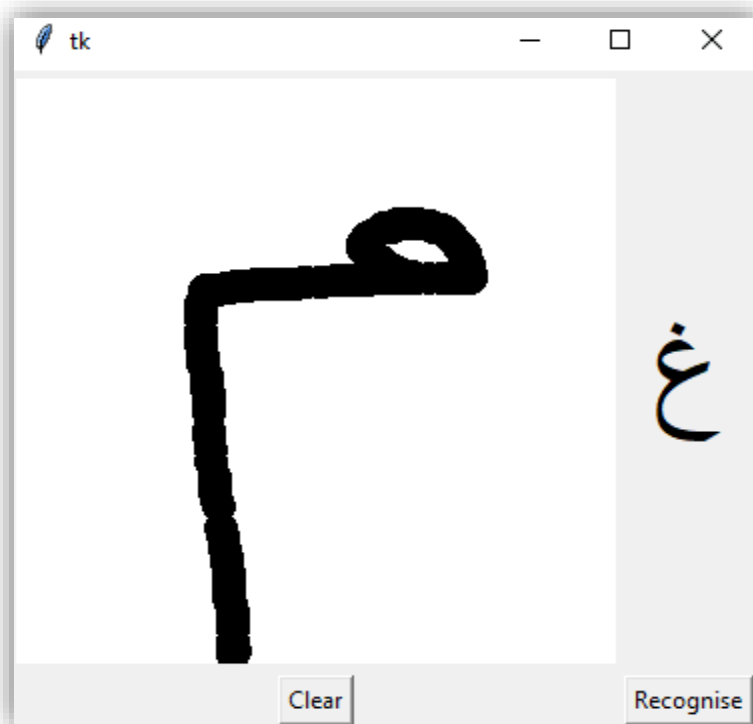 tk
م
غ
Clear
Recognise